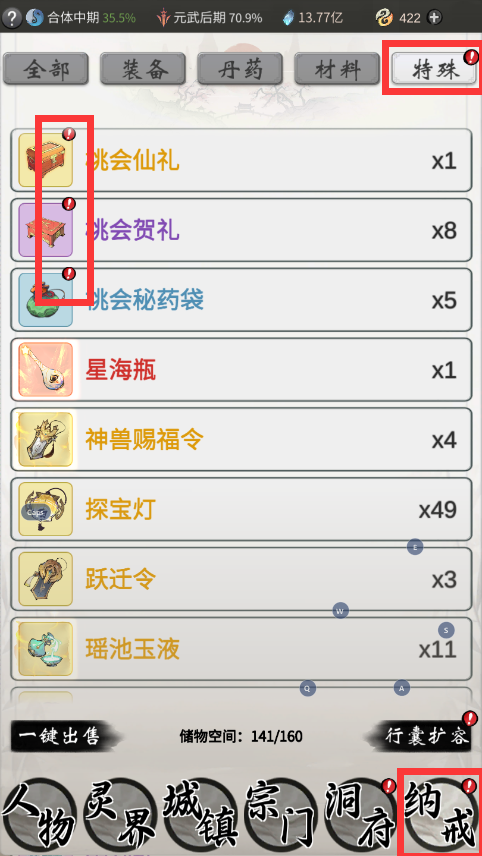 ? 合体中期 35.5% 元武后期 70.9% 13.77亿 422 +
全部 装备 丹药 材料 特殊
桃会仙礼 x1
桃会贺礼 x8
桃会秘药袋 x5
星海瓶 x1
神兽赐福令 x4
探宝灯 x49
Caps
E
跃迁令 x3
W
S
瑶池玉液 x11
Q A
一键出售 储物空间：141/160 行囊扩容
人物 灵界 城镇 宗门 洞府 纳戒